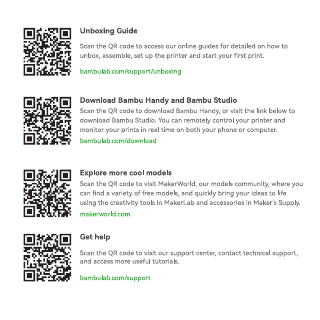 Unboxing Guide
Scan the QR code to access our online guides for detailed on how to
unbox, assemble, set up the printer and start your first print.
bambulab.com/support/unboxing
Download Bambu Handy and Bambu Studio
Scan the QR code to download Bambu Handy, or visit the link below to
download Bambu Studio. You can remotely control your printer and
monitor your prints in real time on both your phone or computer.
bambulab.com/download
Explore more cool models
Scan the QR code to visit MakerWorld, our models community, where you
can find a variety of free models, and quickly bring your ideas to life
using the creativity tools in MakerLab and accessories in Maker's Supply.
makerworld.com
Get help
Scan the QR code to visit our support center, contact technical support,
and access more useful tutorials.
bambulab.com/support